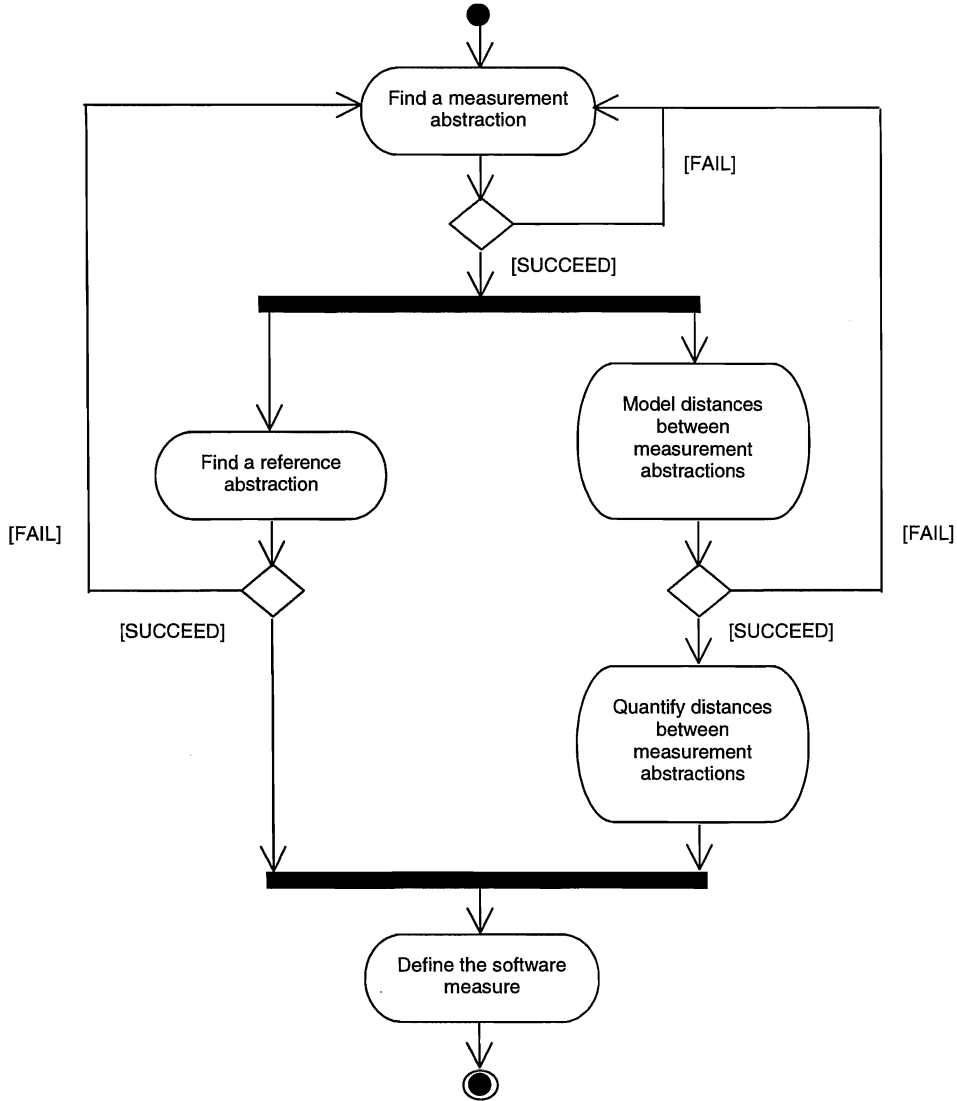 Find a measurement
abstraction
[FAIL]
[SUCCEED]
Model distances
between
measurement
abstractions
Find a reference
abstraction
[FAIL]
[FAIL]
[SUCCEED]
[SUCCEED]
Quantify distances
between
measurement
abstractions
Define the software
measure